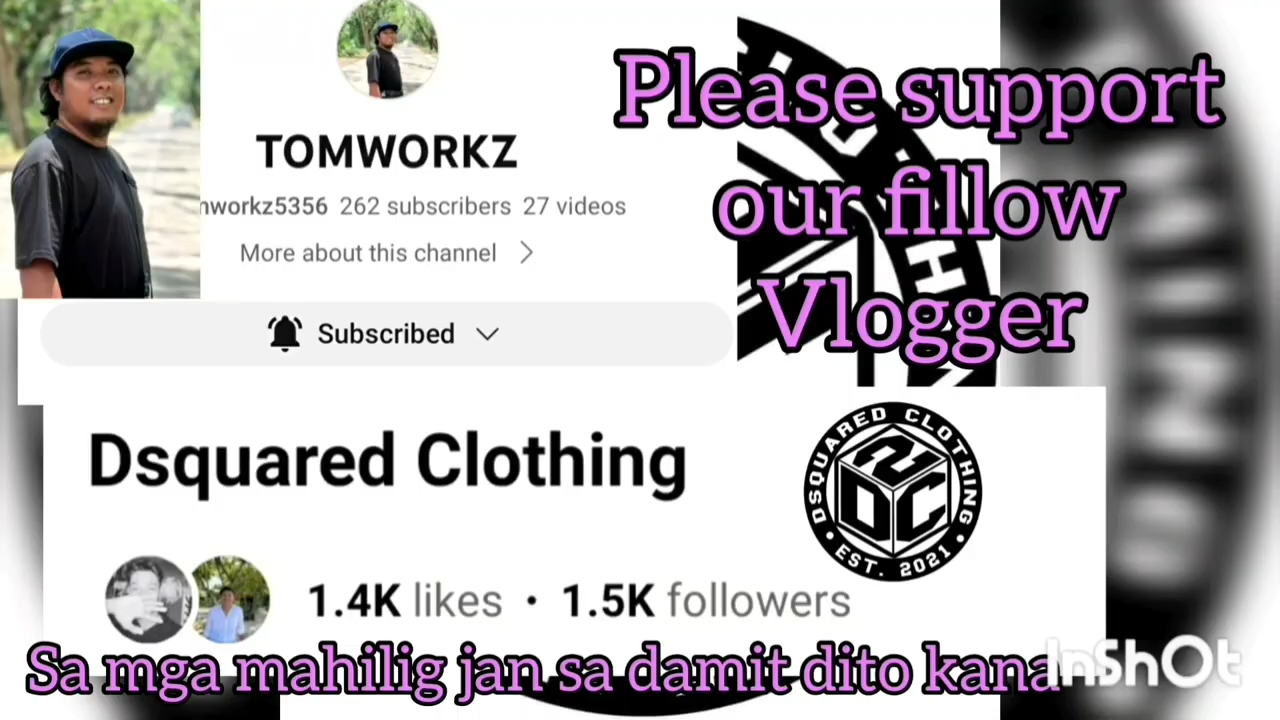 Please support
our fillow
Vlogger
TOMWORKZ
nworkz5356 262 subscribers 27 videos
More about this channel
Subscribed
Dsquared Clothing
DSQUARED CLOTHING
2
DC
EST. 2021
1.4K likes • 1.5K followers
Sa mga mahilig jan sa damit dito kana
InShOt